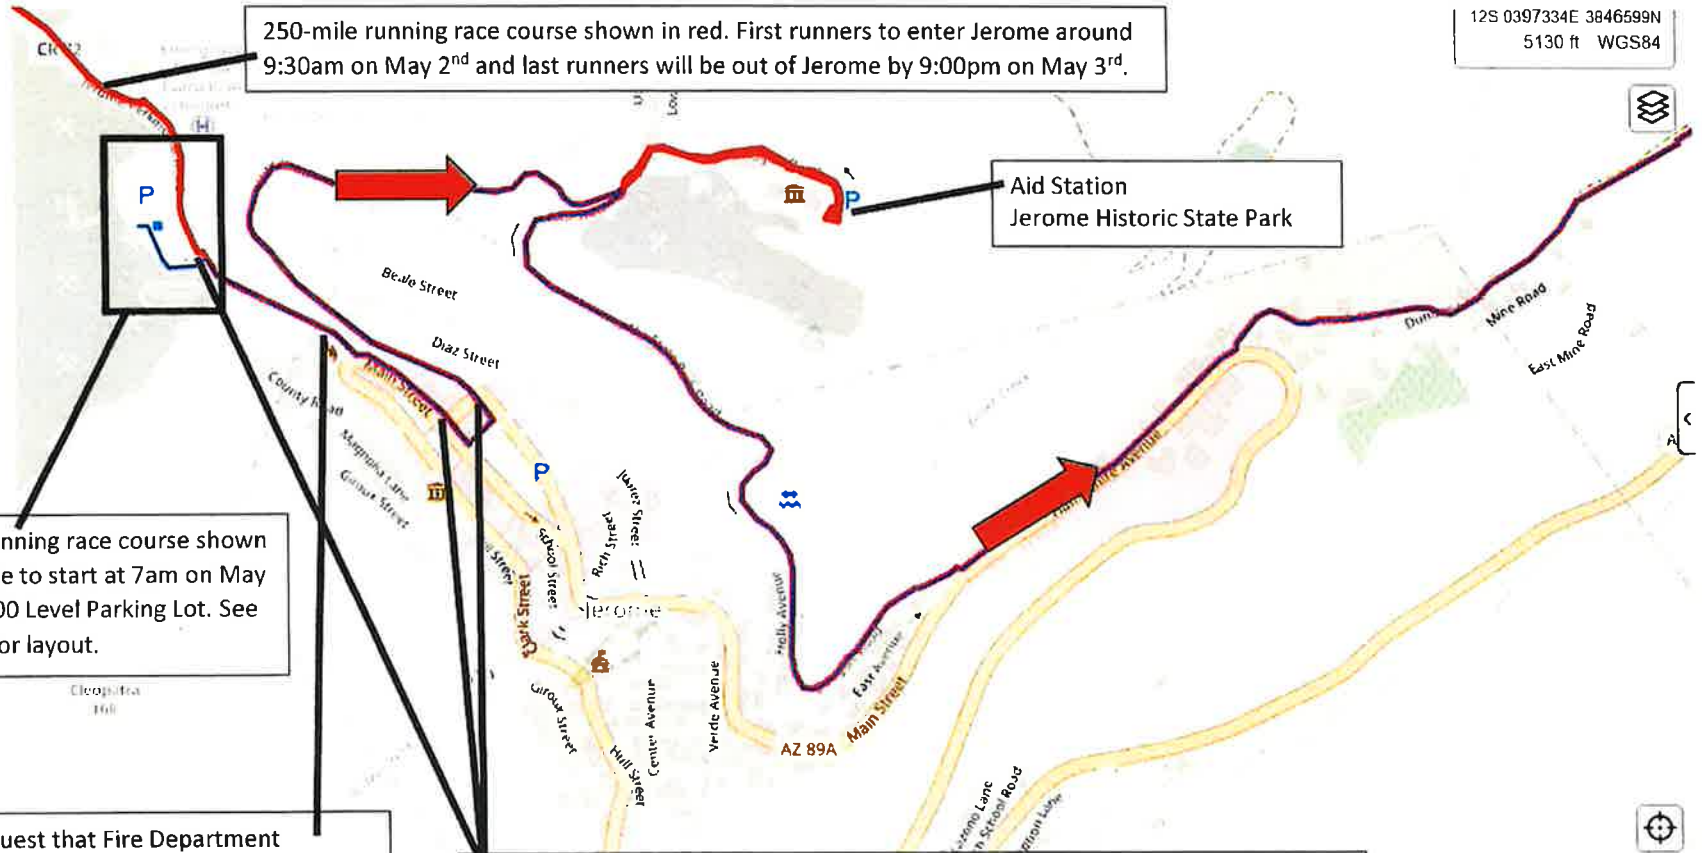 250-mile running race course shown in red. First runners to enter Jerome around
9:30am on May 2nd and last runners will be out of Jerome by 9:00pm on May 3rd.
12S 0397334E 3846599N
5130 ft WGS84
H
P
P
Aid Station
Jerome Historic State Park
Beale Street
Diaz Street
Main Street
County Road
Magnolia Lane
Giroux Street
P
Juarez Street
Rich Street
School Street
Clark Street
Jerome
Holly Avenue
East Avenue
Main Street
Verde Avenue
Center Avenue
Giroux Street
Hull Street
AZ 89A
Mine Road
East Mine Road
A
nning race course shown
e to start at 7am on May
00 Level Parking Lot. See
or layout.
Cleopatra
Hill
uest that Fire Department